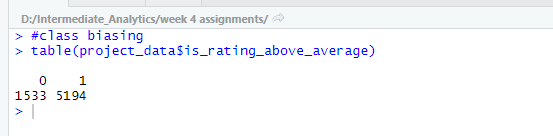 D:/Intermediate_Analytics/week 4 assignments/
> #class biasing
> table(project_data$is_rating_above_average)
0 1
1533 5194
>